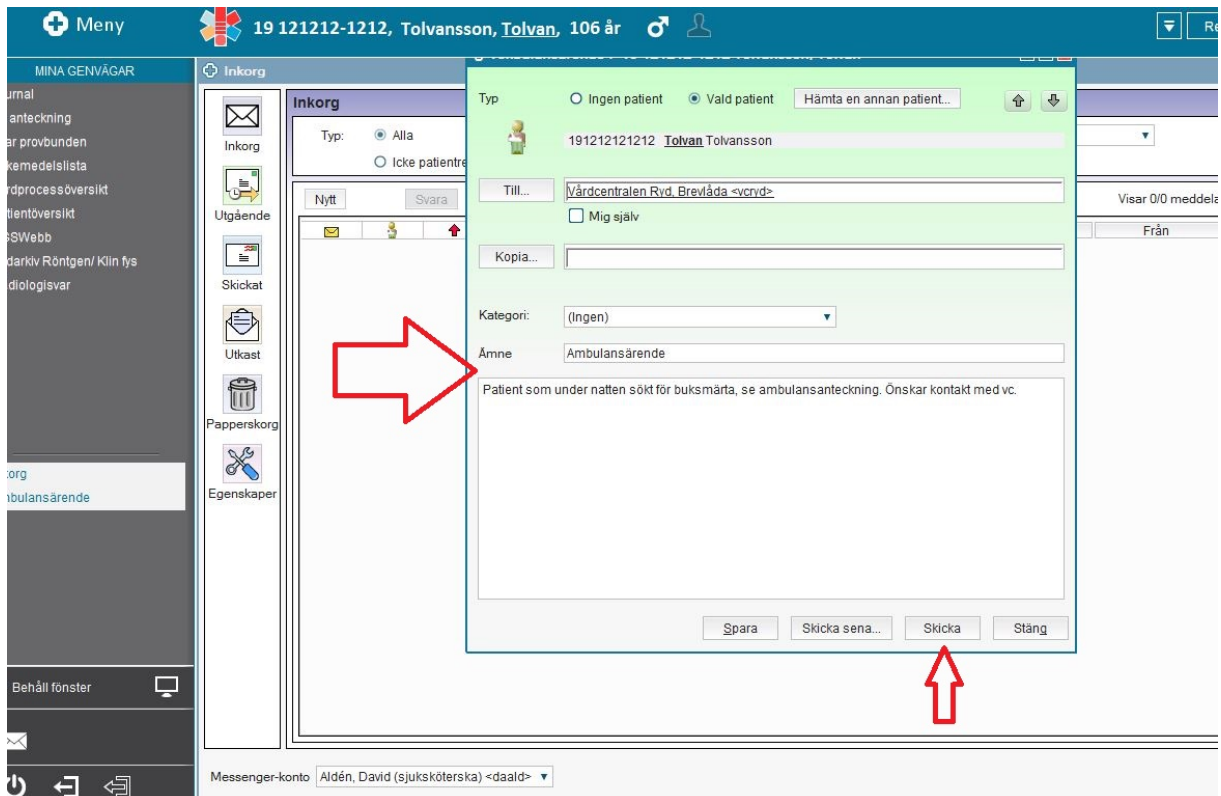 Meny
19 121212-1212, Tolvansson, Tolvan, 106 år
Re
MINA GENVÄGAR
urnal
anteckning
ar provbunden
kemedelslista
rdprocessöversikt
tientöversikt
SSWebb
darkiv Röntgen/ Klin fys
diologisvar
korg
mbulansärende
Behåll fönster
Inkorg
Inkorg
Utgående
Skickat
Utkast
Papperskorg
Egenskaper
Inkorg
Typ:
Alla
Icke patientre
Nytt
Svara
Visar 0/0 meddela
Från
Typ
Ingen patient
Vald patient
Hämta en annan patient...
191212121212 Tolvan Tolvansson
Till...
Vårdcentralen Ryd, Brevlåda <vcryd>
Mig själv
Kopia...
Kategori:
(Ingen)
Ämne
Ambulansärende
Patient som under natten sökt för buksmärta, se ambulansanteckning. Önskar kontakt med vc.
Spara
Skicka sena...
Skicka
Stäng
Messenger-konto
Aldén, David (sjuksköterska) <daald>